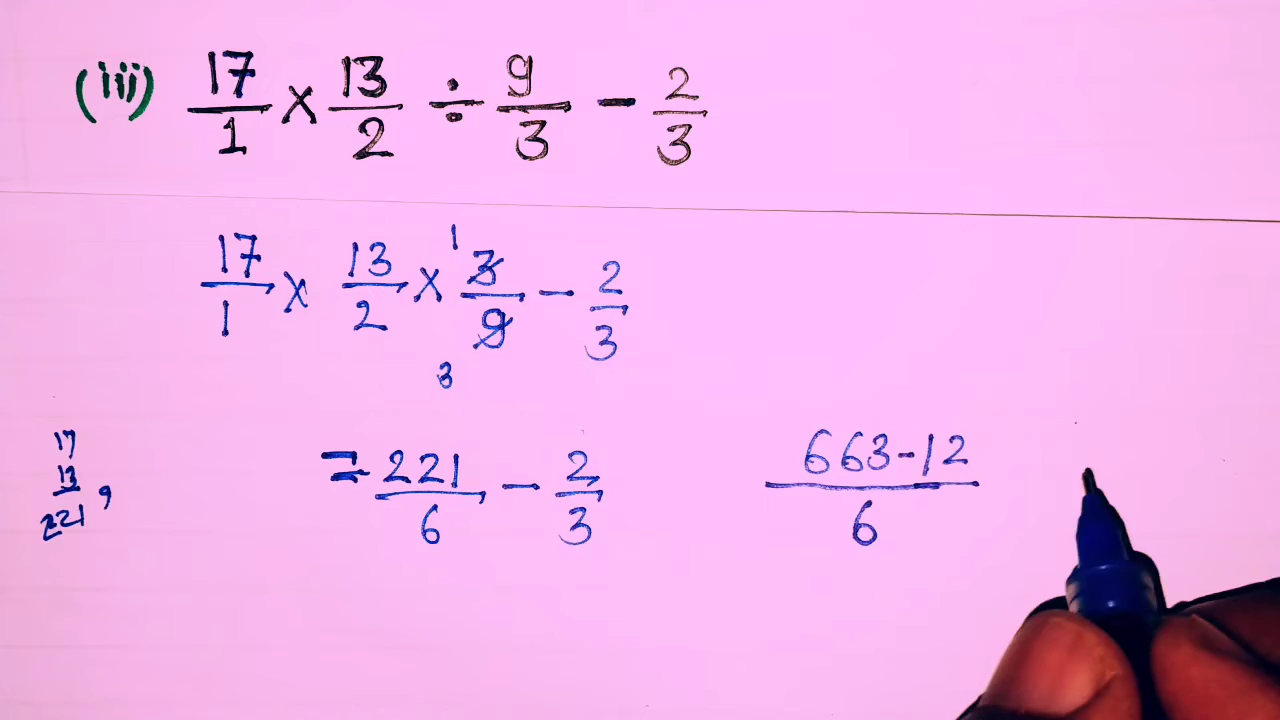 (iii) 17/1 × 13/2 ÷ 9/3 - 2/3
17/1 × 13/2 × 3/9 - 2/3
1
3
17
13
221 ,
= 221/6 - 2/3
663-12/6